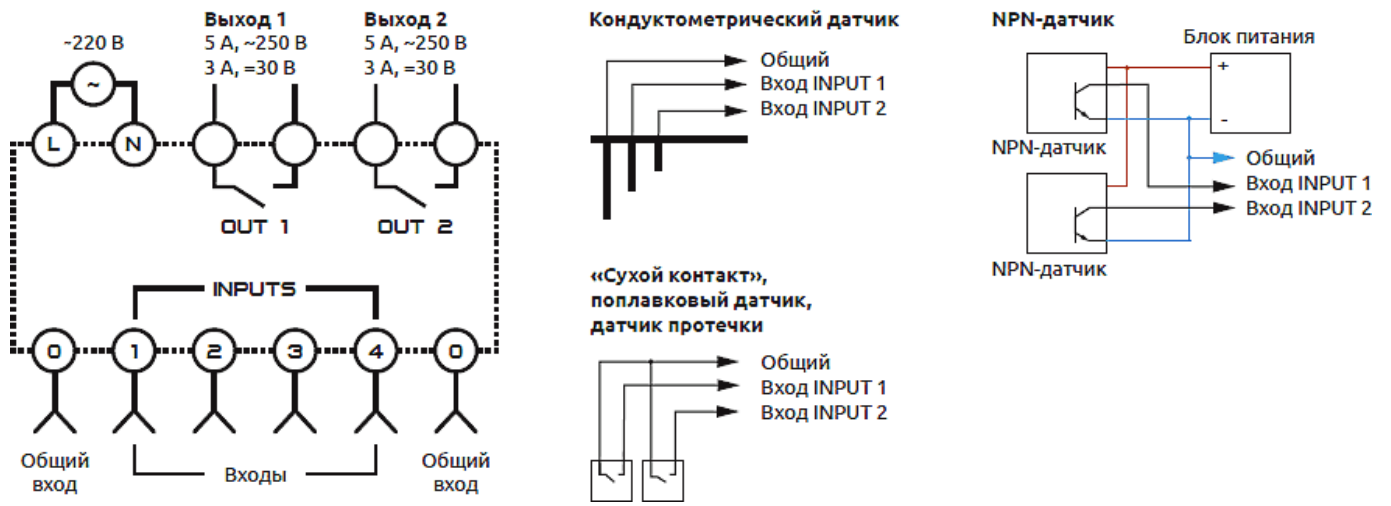 ~220 В
Выход 1
5 А, ~250 В
3 А, =30 В
Выход 2
5 А, ~250 В
3 А, =30 В
~
L
N
OUT 1
OUT 2
INPUTS
0
1
2
3
4
0
Общий
вход
Входы
Общий
вход
Кондуктометрический датчик
Общий
Вход INPUT 1
Вход INPUT 2
«Сухой контакт»,
поплавковый датчик,
датчик протечки
Общий
Вход INPUT 1
Вход INPUT 2
NPN-датчик
Блок питания
+
-
NPN-датчик
Общий
Вход INPUT 1
Вход INPUT 2
NPN-датчик